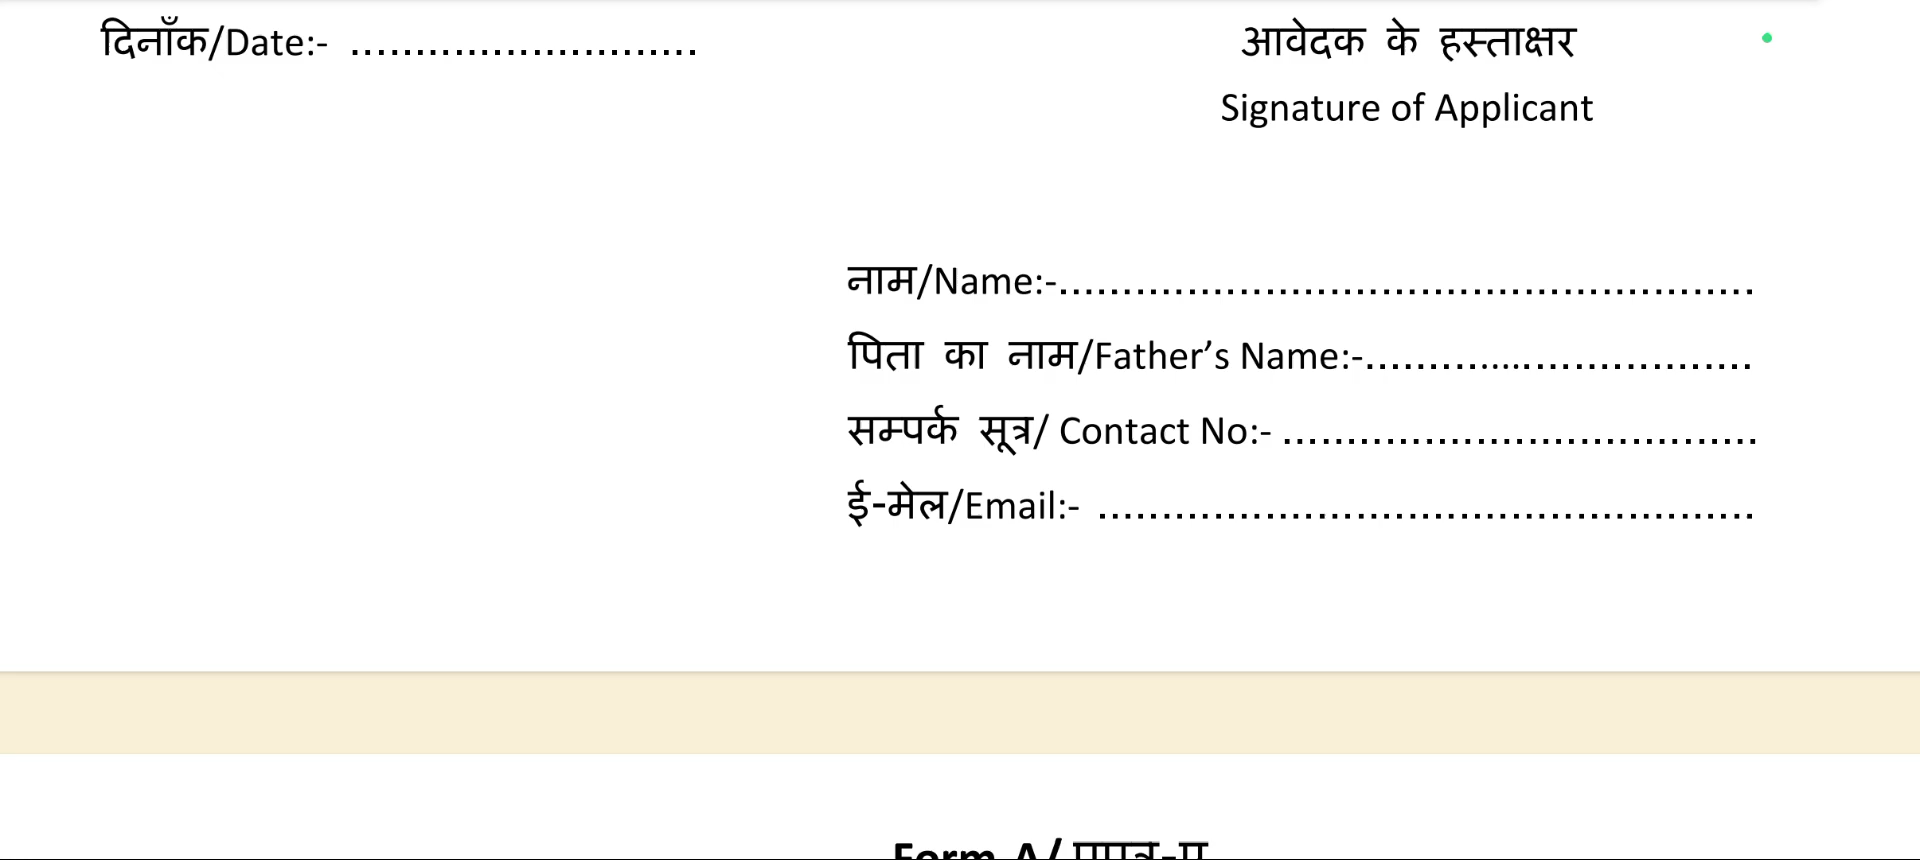 दिनाँक/Date:- ........................... आवेदक के हस्ताक्षर
Signature of Applicant
नाम/Name:-......................................................
पिता का नाम/Father’s Name:-...............................
सम्पर्क सूत्र/ Contact No:- .....................................
ई-मेल/Email:- ...................................................
Form A/ प्रपत्र-ए